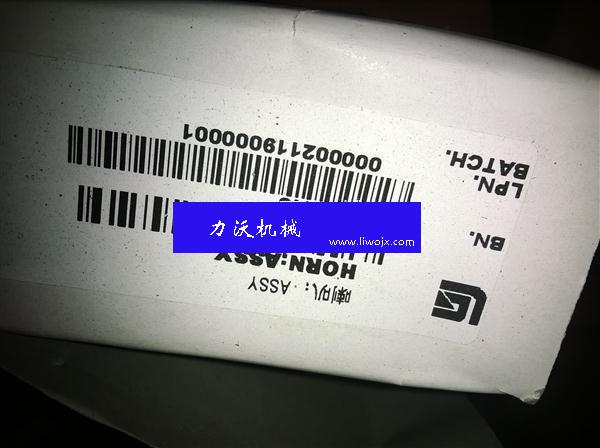 喇叭：ASSY
HORN:ASSY
BN.
LPN.
BATCH.
000002119000001
力沃机械
www.liwojx.com